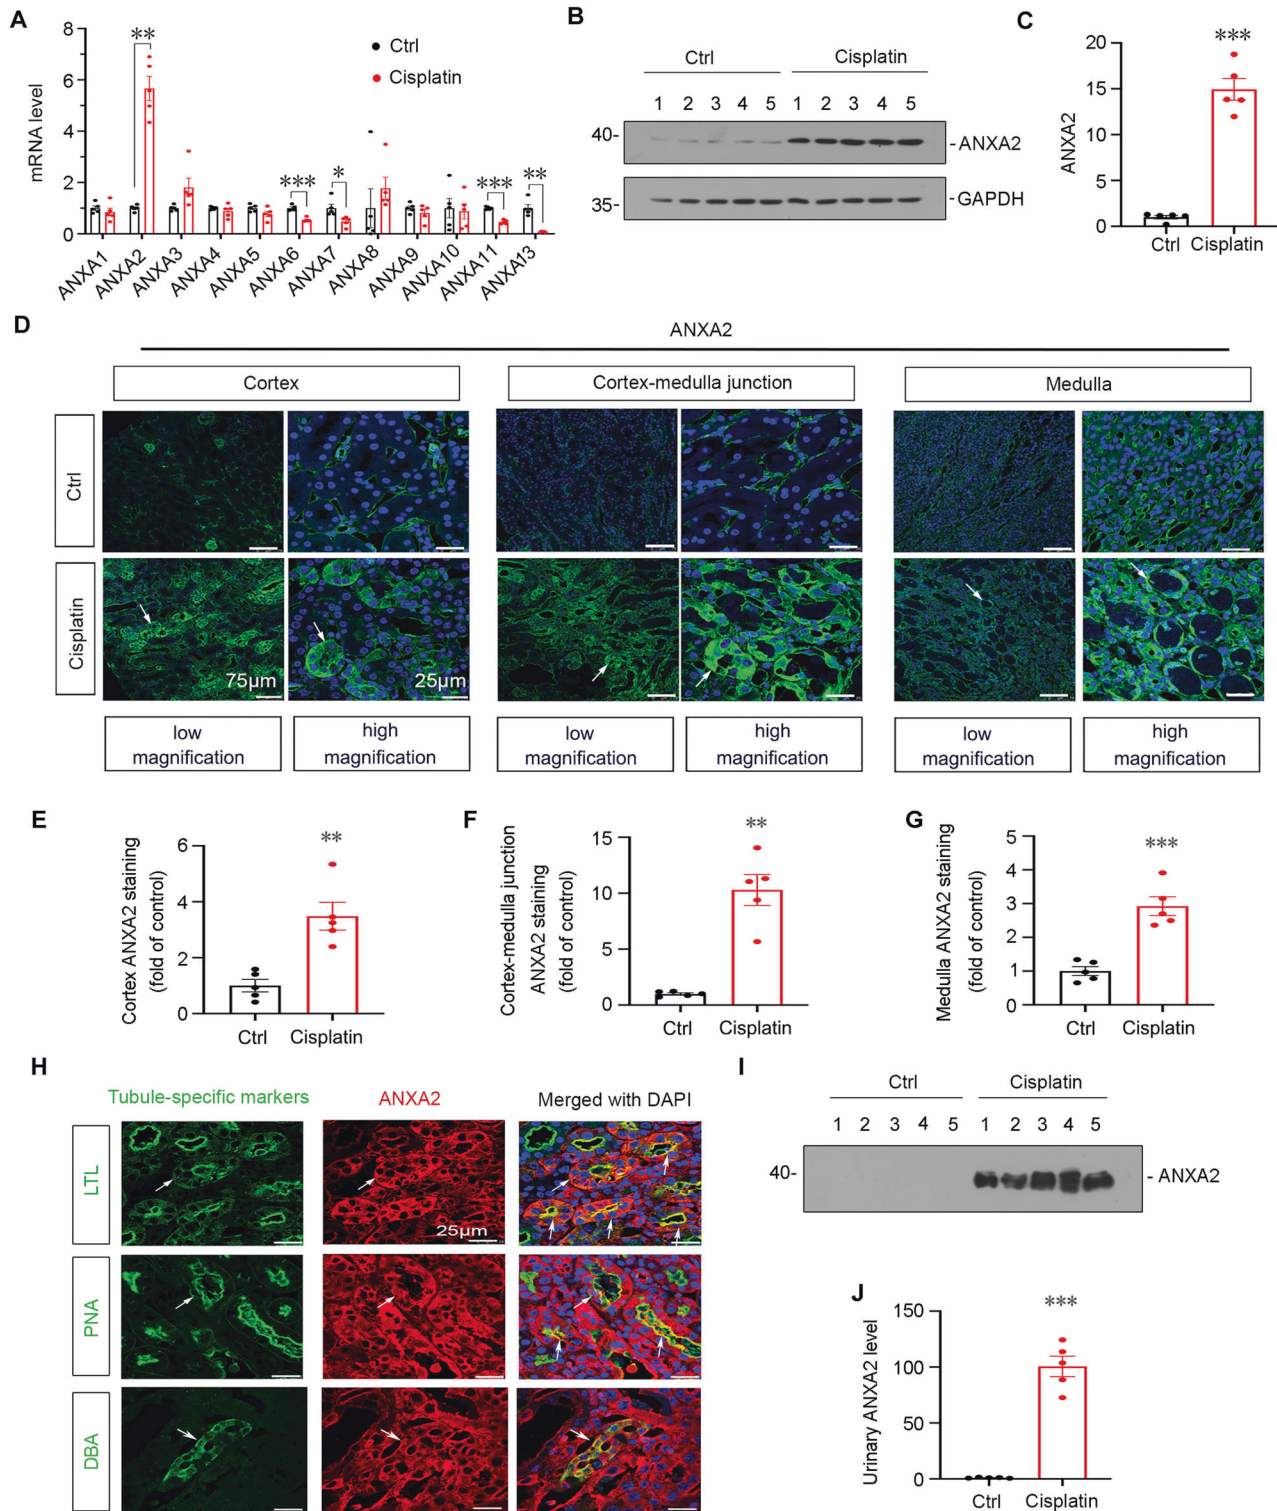 A
mRNA level
8
6
4
2
0
Ctrl
Cisplatin
**
***
*
***
**
ANXA1
ANXA2
ANXA3
ANXA4
ANXA5
ANXA6
ANXA7
ANXA8
ANXA9
ANXA10
ANXA11
ANXA13
B
Ctrl
Cisplatin
1 2 3 4 5 1 2 3 4 5
40-
-ANXA2
35-
-GAPDH
C
***
ANXA2
20
15
10
5
0
Ctrl Cisplatin
D
ANXA2
Cortex
Cortex-medulla junction
Medulla
Ctrl
Cisplatin
75µm
25µm
low magnification
high magnification
low magnification
high magnification
low magnification
high magnification
E
Cortex ANXA2 staining
(fold of control)
6
4
2
0
**
Ctrl Cisplatin
F
Cortex-medulla junction
ANXA2 staining
(fold of control)
15
10
5
0
**
Ctrl Cisplatin
G
Medulla ANXA2 staining
(fold of control)
5
4
3
2
1
0
***
Ctrl Cisplatin
H
Tubule-specific markers
ANXA2
Merged with DAPI
LTL
25µm
PNA
DBA
I
Ctrl
Cisplatin
1 2 3 4 5 1 2 3 4 5
40-
- ANXA2
J
Urinary ANXA2 level
150
100
50
0
***
Ctrl Cisplatin